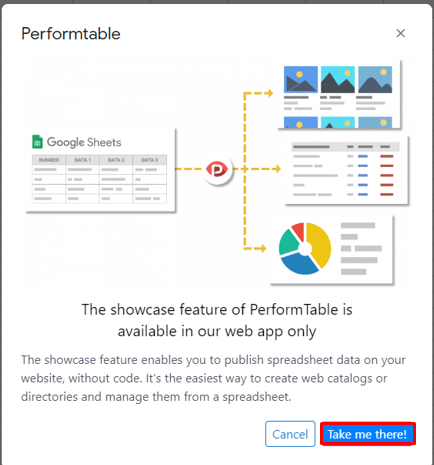 Performtable
Google Sheets
NUMBER DATA 1 DATA 2 DATA 3
The showcase feature of PerformTable is
available in our web app only
The showcase feature enables you to publish spreadsheet data on your
website, without code. It's the easiest way to create web catalogs or
directories and manage them from a spreadsheet.
Cancel Take me there!